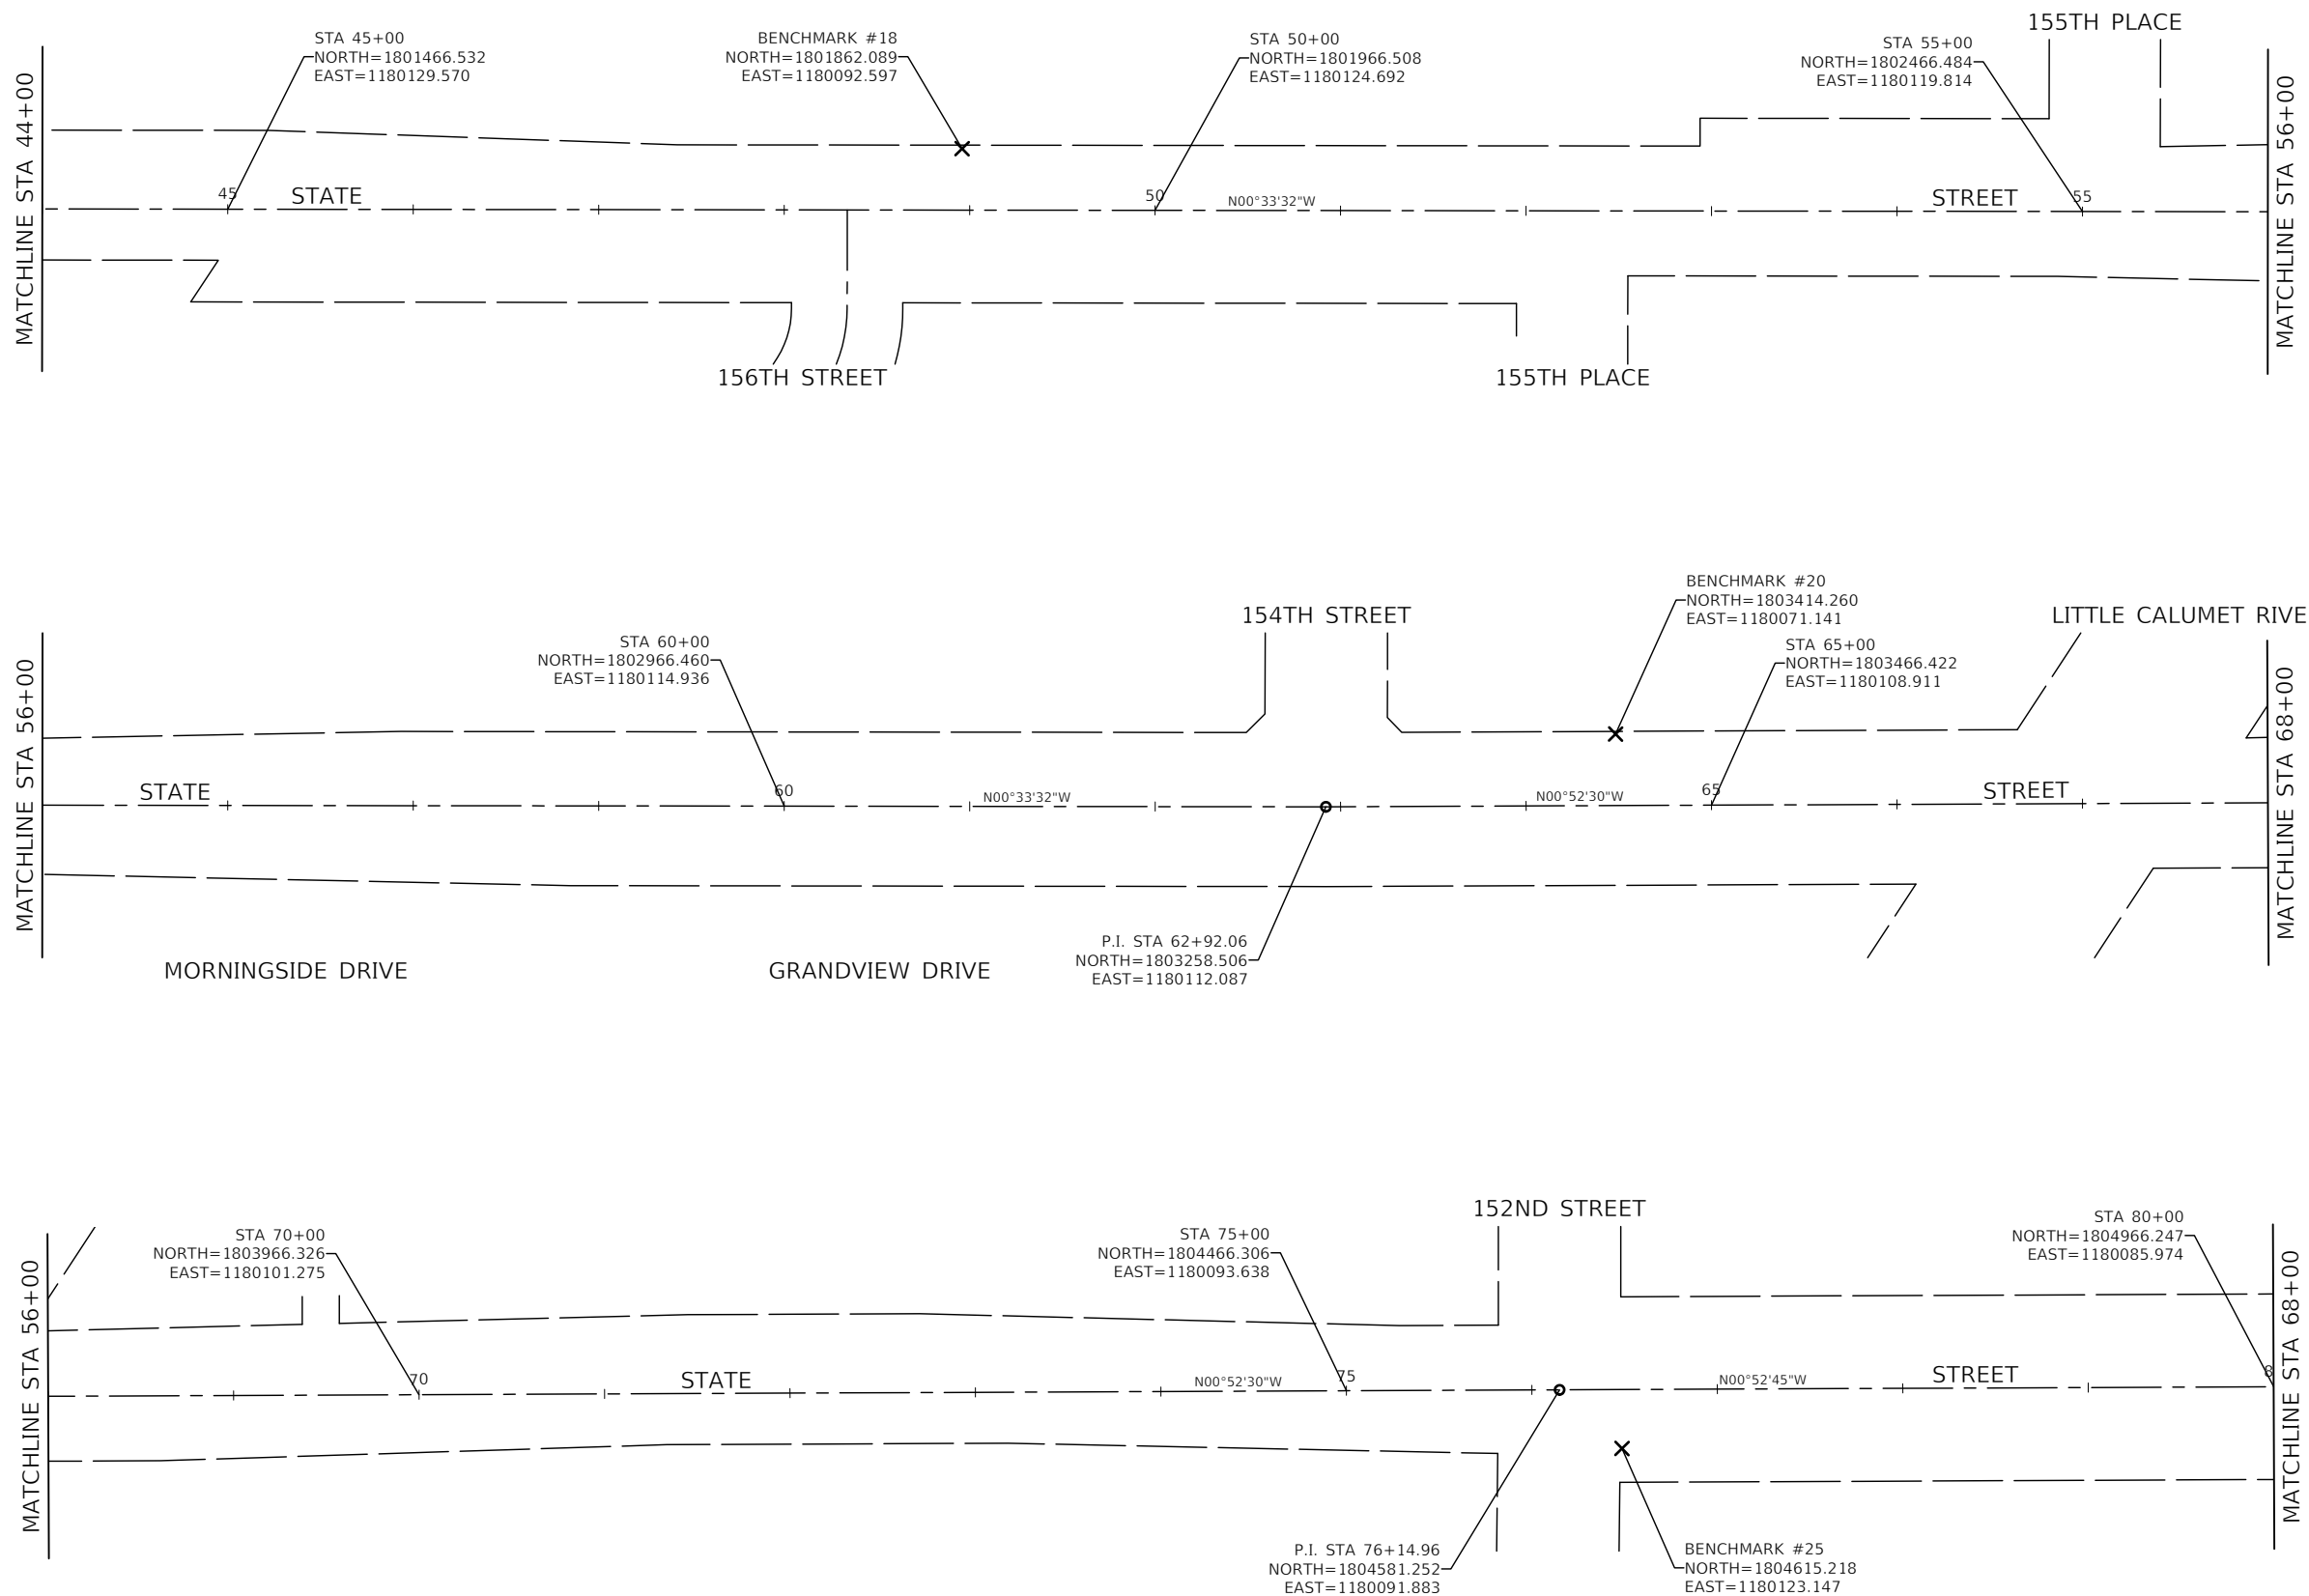 155TH PLACE
STA 45+00
NORTH=1801466.532
EAST=1180129.570
BENCHMARK #18
NORTH=1801862.089
EAST=1180092.597
STA 50+00
NORTH=1801966.508
EAST=1180124.692
STA 55+00
NORTH=1802466.484
EAST=1180119.814
MATCHLINE STA 44+00
MATCHLINE STA 56+00
45
STATE
50
N00°33'32"W
STREET
55
156TH STREET
155TH PLACE
BENCHMARK #20
NORTH=1803414.260
EAST=1180071.141
154TH STREET
LITTLE CALUMET RIVE
STA 60+00
NORTH=1802966.460
EAST=1180114.936
STA 65+00
NORTH=1803466.422
EAST=1180108.911
MATCHLINE STA 56+00
MATCHLINE STA 68+00
STATE
60
N00°33'32"W
N00°52'30"W
65
STREET
P.I. STA 62+92.06
NORTH=1803258.506
EAST=1180112.087
MORNINGSIDE DRIVE
GRANDVIEW DRIVE
152ND STREET
STA 70+00
NORTH=1803966.326
EAST=1180101.275
STA 75+00
NORTH=1804466.306
EAST=1180093.638
STA 80+00
NORTH=1804966.247
EAST=1180085.974
MATCHLINE STA 56+00
MATCHLINE STA 68+00
70
STATE
N00°52'30"W
75
N00°52'45"W
STREET
8
P.I. STA 76+14.96
NORTH=1804581.252
EAST=1180091.883
BENCHMARK #25
NORTH=1804615.218
EAST=1180123.147